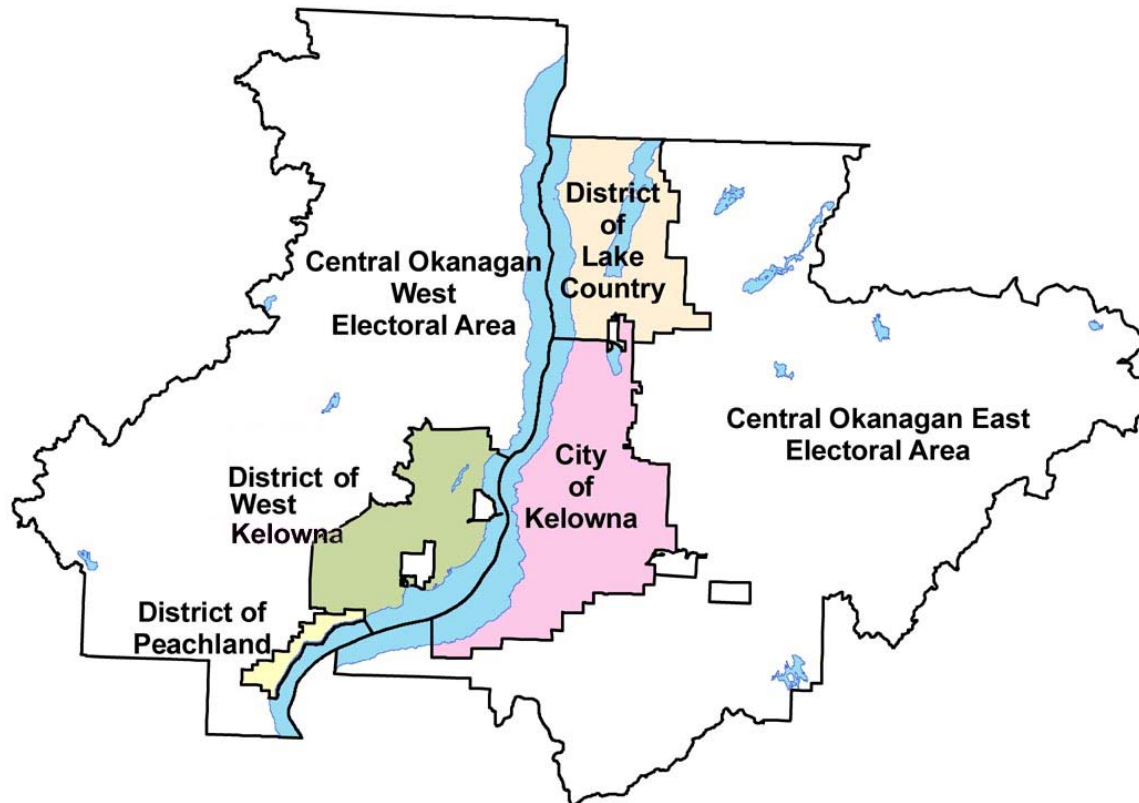 District
of
Lake
Country
Central Okanagan
West
Electoral Area
Central Okanagan East
Electoral Area
City
of
Kelowna
District of
West
Kelowna
District of
Peachland